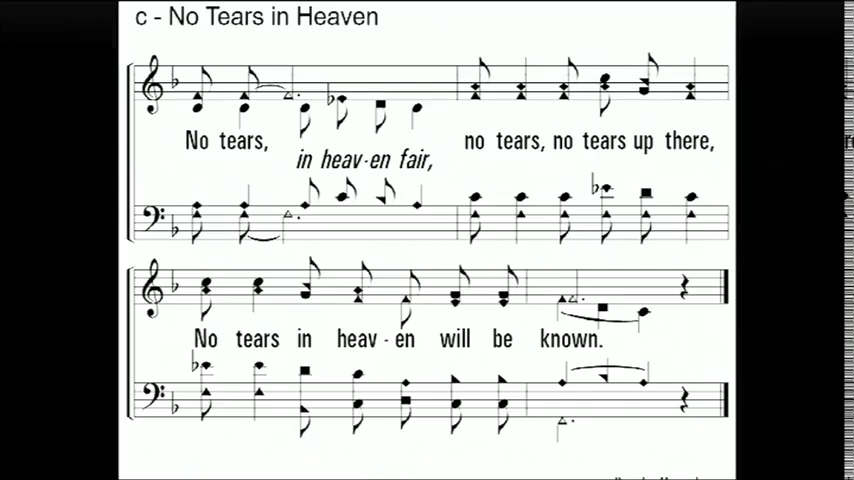 c - No Tears in Heaven
No tears,
in heav-en fair,
no tears, no tears up there,
No tears in heav-en will be known.